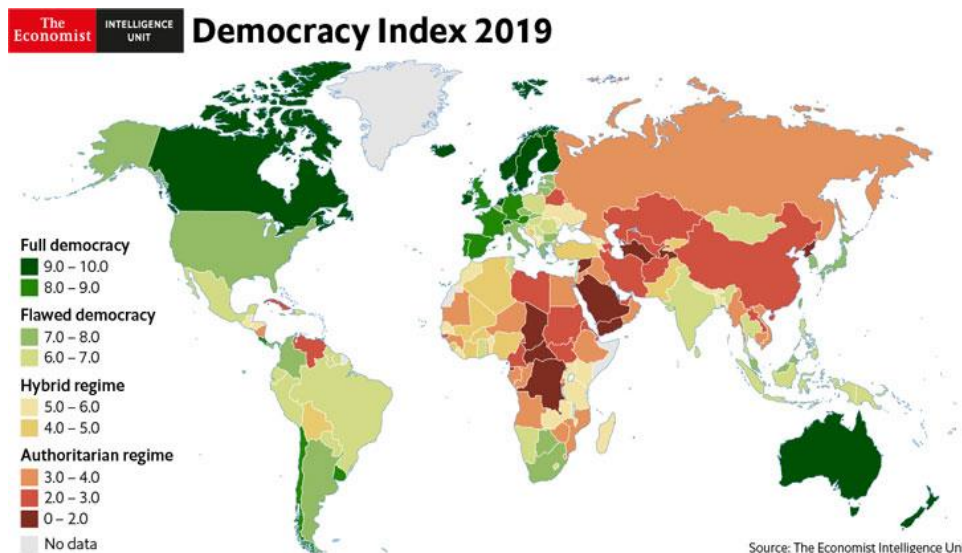 The
Economist
INTELLIGENCE
UNIT
Democracy Index 2019
Full democracy
9.0 – 10.0
8.0 – 9.0
Flawed democracy
7.0 – 8.0
6.0 – 7.0
Hybrid regime
5.0 – 6.0
4.0 – 5.0
Authoritarian regime
3.0 – 4.0
2.0 – 3.0
0 – 2.0
No data
Source: The Economist Intelligence Un